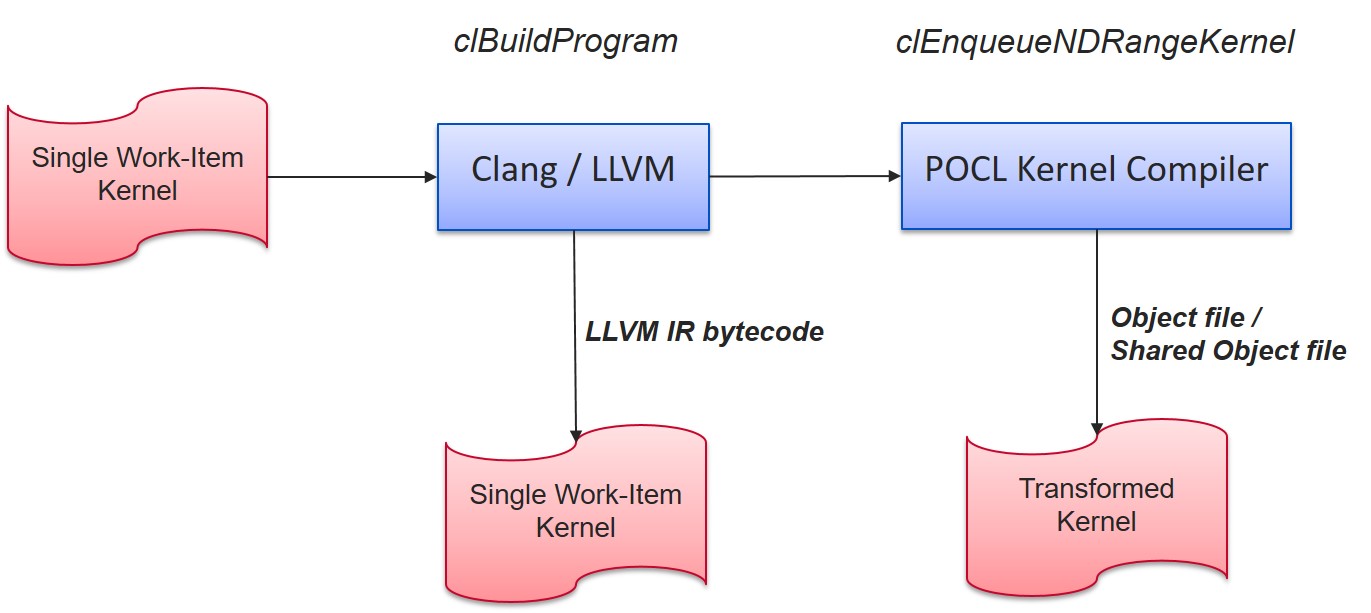 clBuildProgram
clEnqueueNDRangeKernel
Single Work-Item
Kernel
Clang / LLVM
POCL Kernel Compiler
LLVM IR bytecode
Object file /
Shared Object file
Single Work-Item
Kernel
Transformed
Kernel